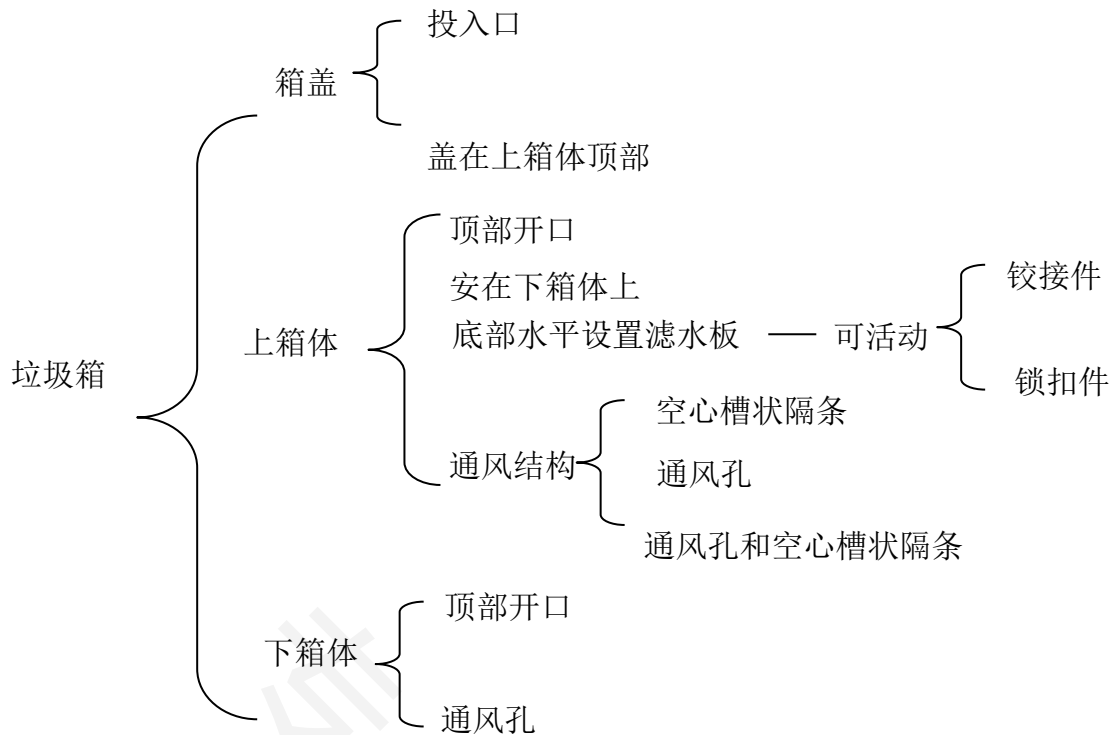 投入口
箱盖
盖在上箱体顶部
顶部开口
安在下箱体上
铰接件
底部水平设置滤水板 — 可活动
上箱体
垃圾箱
锁扣件
空心槽状隔条
通风结构
通风孔
通风孔和空心槽状隔条
顶部开口
下箱体
通风孔